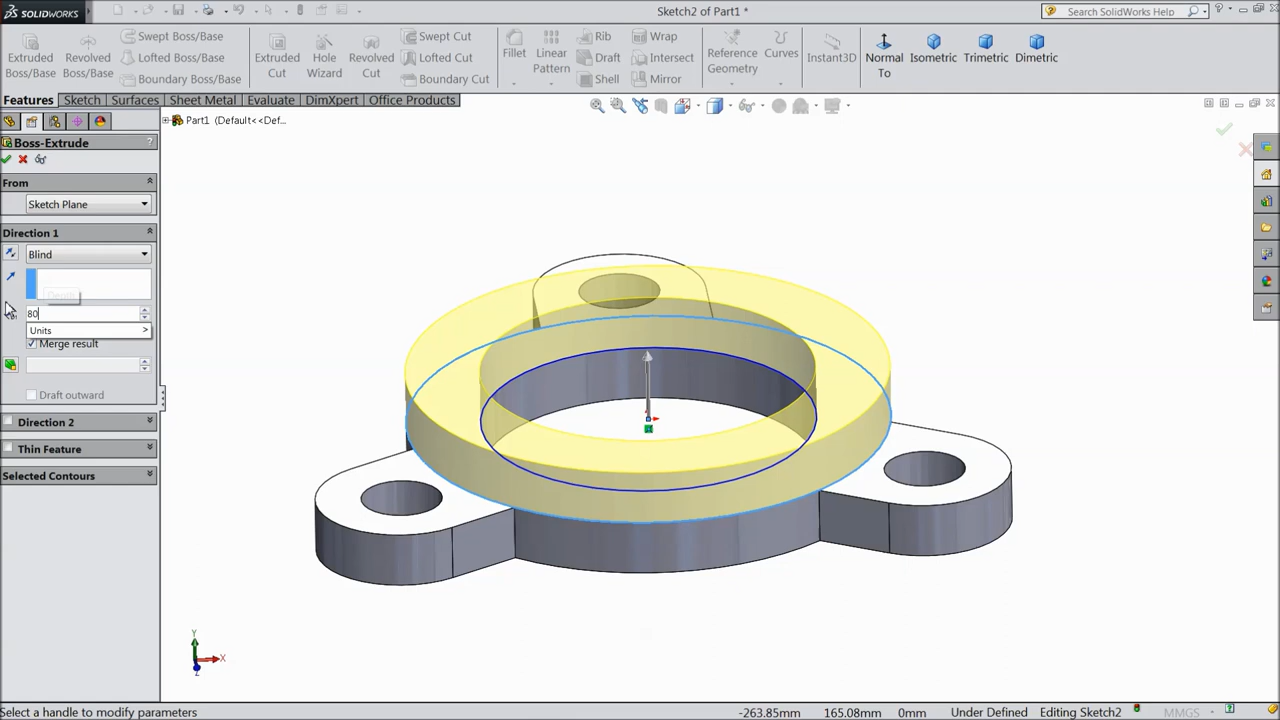 SOLIDWORKS
Sketch2 of Part1 *
Search SolidWorks Help
Extruded Boss/Base
Revolved Boss/Base
Swept Boss/Base
Lofted Boss/Base
Boundary Boss/Base
Extruded Cut
Hole Wizard
Revolved Cut
Swept Cut
Lofted Cut
Boundary Cut
Fillet
Linear Pattern
Rib
Draft
Shell
Wrap
Intersect
Mirror
Reference Geometry
Curves
Instant3D
Normal To
Isometric
Trimetric
Dimetric
Features Sketch Surfaces Sheet Metal Evaluate DimXpert Office Products
Part1 (Default<<Def...
Boss-Extrude
?
From
Sketch Plane
Direction 1
Blind
Depth
80
Units >
Merge result
Draft outward
Direction 2
Thin Feature
Selected Contours
Y
X
Z
Select a handle to modify parameters -263.85mm 165.08mm 0mm Under Defined Editing Sketch2 MMGS